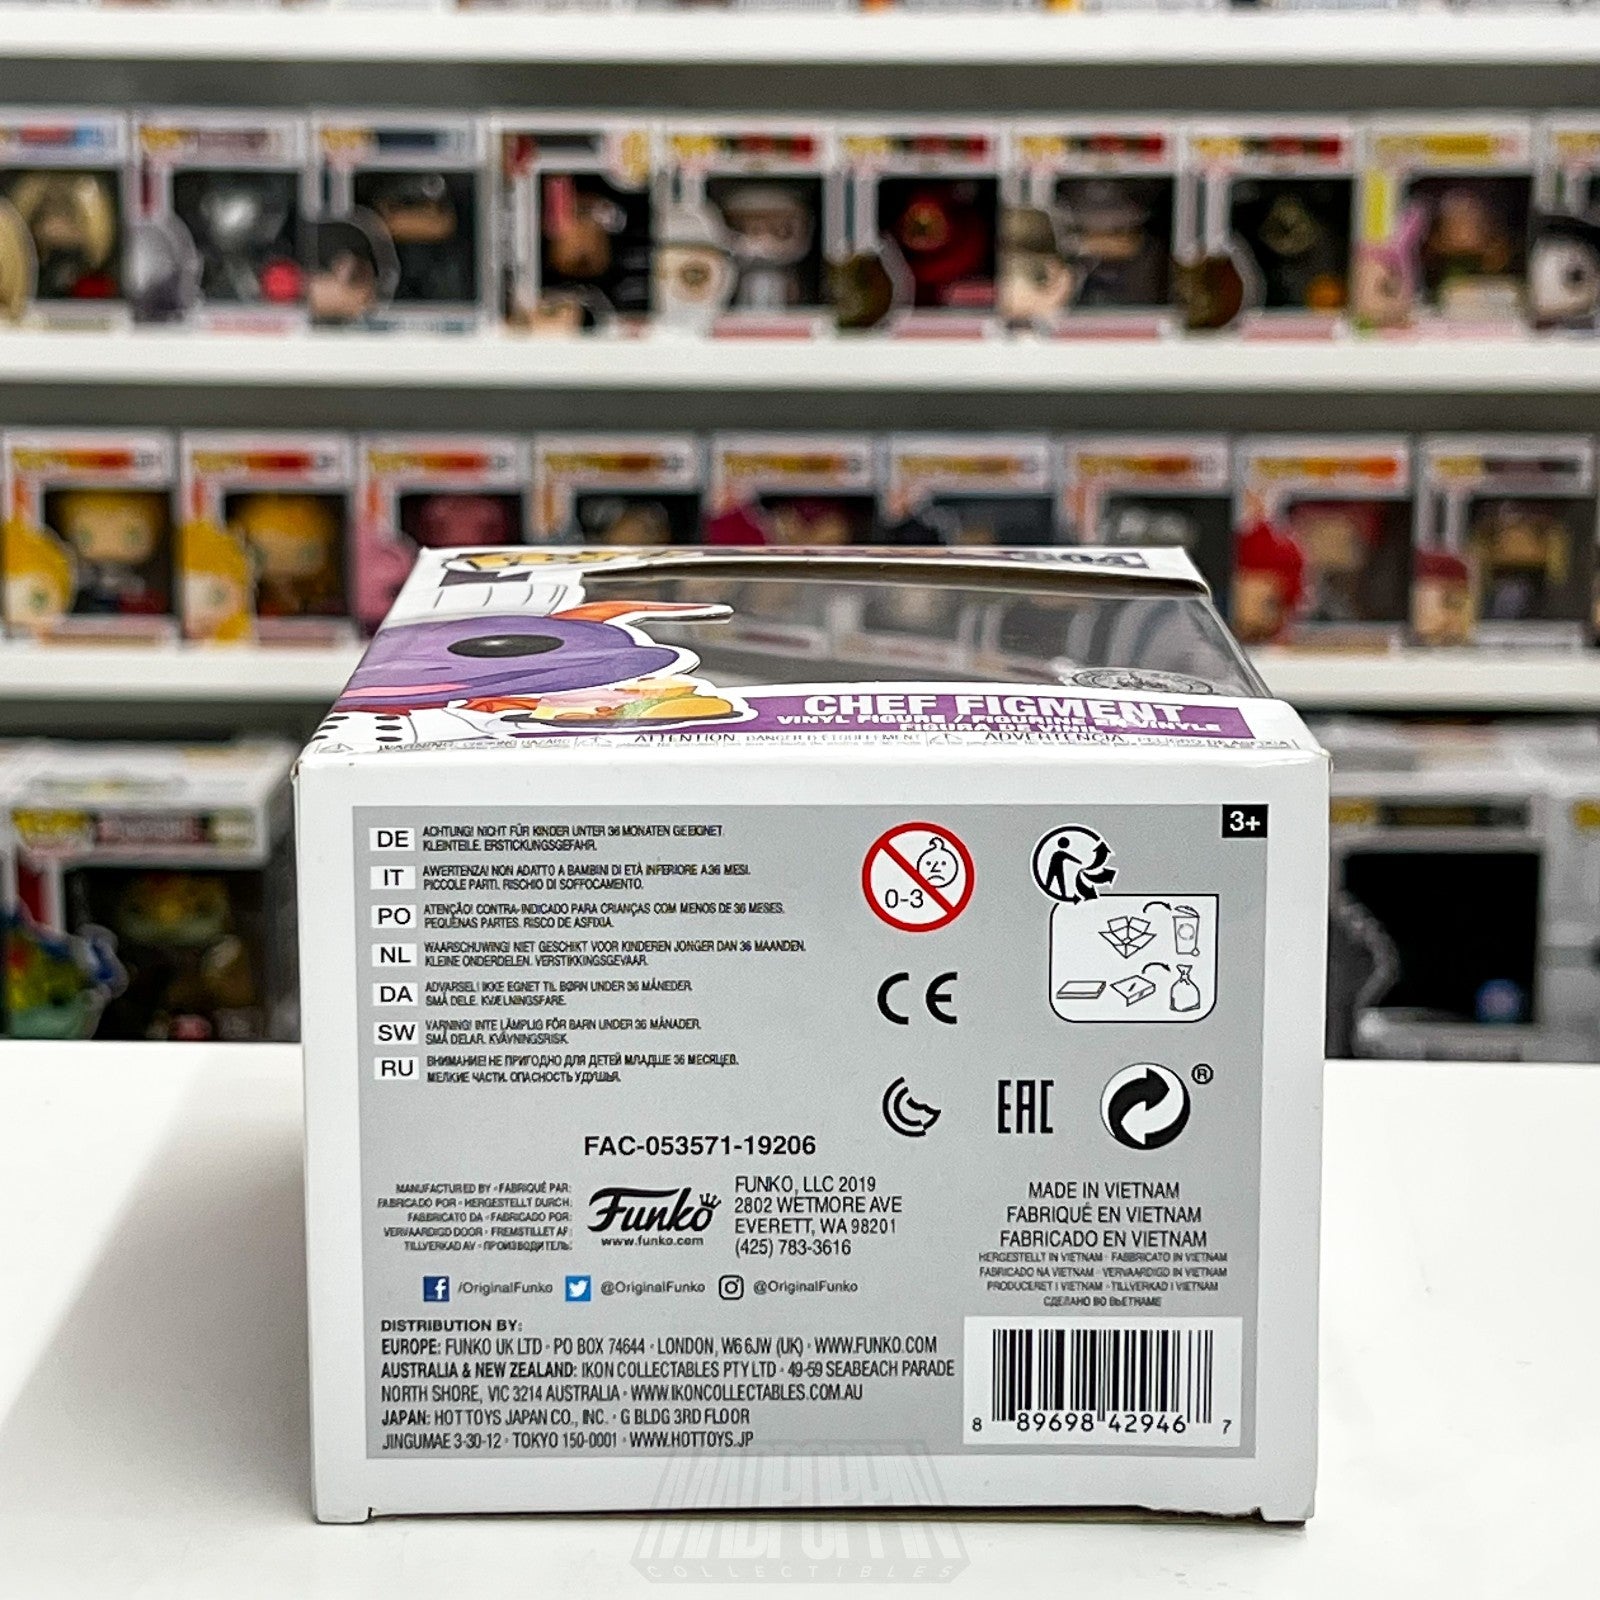 CHEF FIGMENT
VINYL FIGURE / FIGURINE EN VINYLE
FIGURA DE VINIL
ATTENTION
ADVERTENCIA
3+
DE ACHTUNG! NICHT FÜR KINDER UNTER 36 MONATEN GEEIGNET.
KLEINTEILE. ERSTICKUNGSGEFAHR.
IT AVVERTENZA! NON ADATTO A BAMBINI DI ETÀ INFERIORE A 36 MESI.
PICCOLE PARTI. RISCHIO DI SOFFOCAMENTO.
PO ATENÇÃO! CONTRA-INDICADO PARA CRIANÇAS COM MENOS DE 36 MESES.
PEQUENAS PARTES. RISCO DE ASFIXIA.
NL WAARSCHUWING! NIET GESCHIKT VOOR KINDEREN JONGER DAN 36 MAANDEN.
KLEINE ONDERDELEN. VERSTIKKINGSGEVAAR.
DA ADVARSEL! IKKE EGNET TIL BØRN UNDER 36 MÅNEDER.
SMÅ DELE. KVÆLNINGSFARE.
SW VARNING! INTE LÄMPLIG FÖR BARN UNDER 36 MÅNADER.
SMÅ DELAR. KVÄVNINGSRISK.
RU ВНИМАНИЕ! НЕ ПРИГОДНО ДЛЯ ДЕТЕЙ МЛАДШЕ 36 МЕСЯЦЕВ.
МЕЛКИЕ ЧАСТИ. ОПАСНОСТЬ УДУШЬЯ.
0-3
CE
EAC
®
FAC-053571-19206
MANUFACTURED BY · FABRIQUÉ PAR:
FABRICADO POR · HERGESTELLT DURCH:
FABBRICATO DA · FABRICADO POR:
VERVAARDIGD DOOR · FREMSTILLET AF:
TILLVERKAD AV · ПРОИЗВОДИТЕЛЬ:
Funko
www.funko.com
FUNKO, LLC 2019
2802 WETMORE AVE
EVERETT, WA 98201
(425) 783-3616
MADE IN VIETNAM
FABRIQUÉ EN VIETNAM
FABRICADO EN VIETNAM
HERGESTELLT IN VIETNAM · FABBRICATO IN VIETNAM
FABRICADO NA VIETNAM · VERVAARDIGD IN VIETNAM
PRODUCERET I VIETNAM · TILLVERKAD I VIETNAM
СДЕЛАНО ВО ВЬЕТНАМЕ
/OriginalFunko @OriginalFunko @OriginalFunko
DISTRIBUTION BY:
EUROPE: FUNKO UK LTD · PO BOX 74644 · LONDON, W6 6JW (UK) · WWW.FUNKO.COM
AUSTRALIA & NEW ZEALAND: IKON COLLECTABLES PTY LTD · 49-59 SEABEACH PARADE
NORTH SHORE, VIC 3214 AUSTRALIA · WWW.IKONCOLLECTABLES.COM.AU
JAPAN: HOT TOYS JAPAN CO., INC. · G BLDG 3RD FLOOR
JINGUMAE 3-30-12 · TOKYO 150-0001 · WWW.HOTTOYS.JP
8 89698 42946 7
COLLECTIBLES